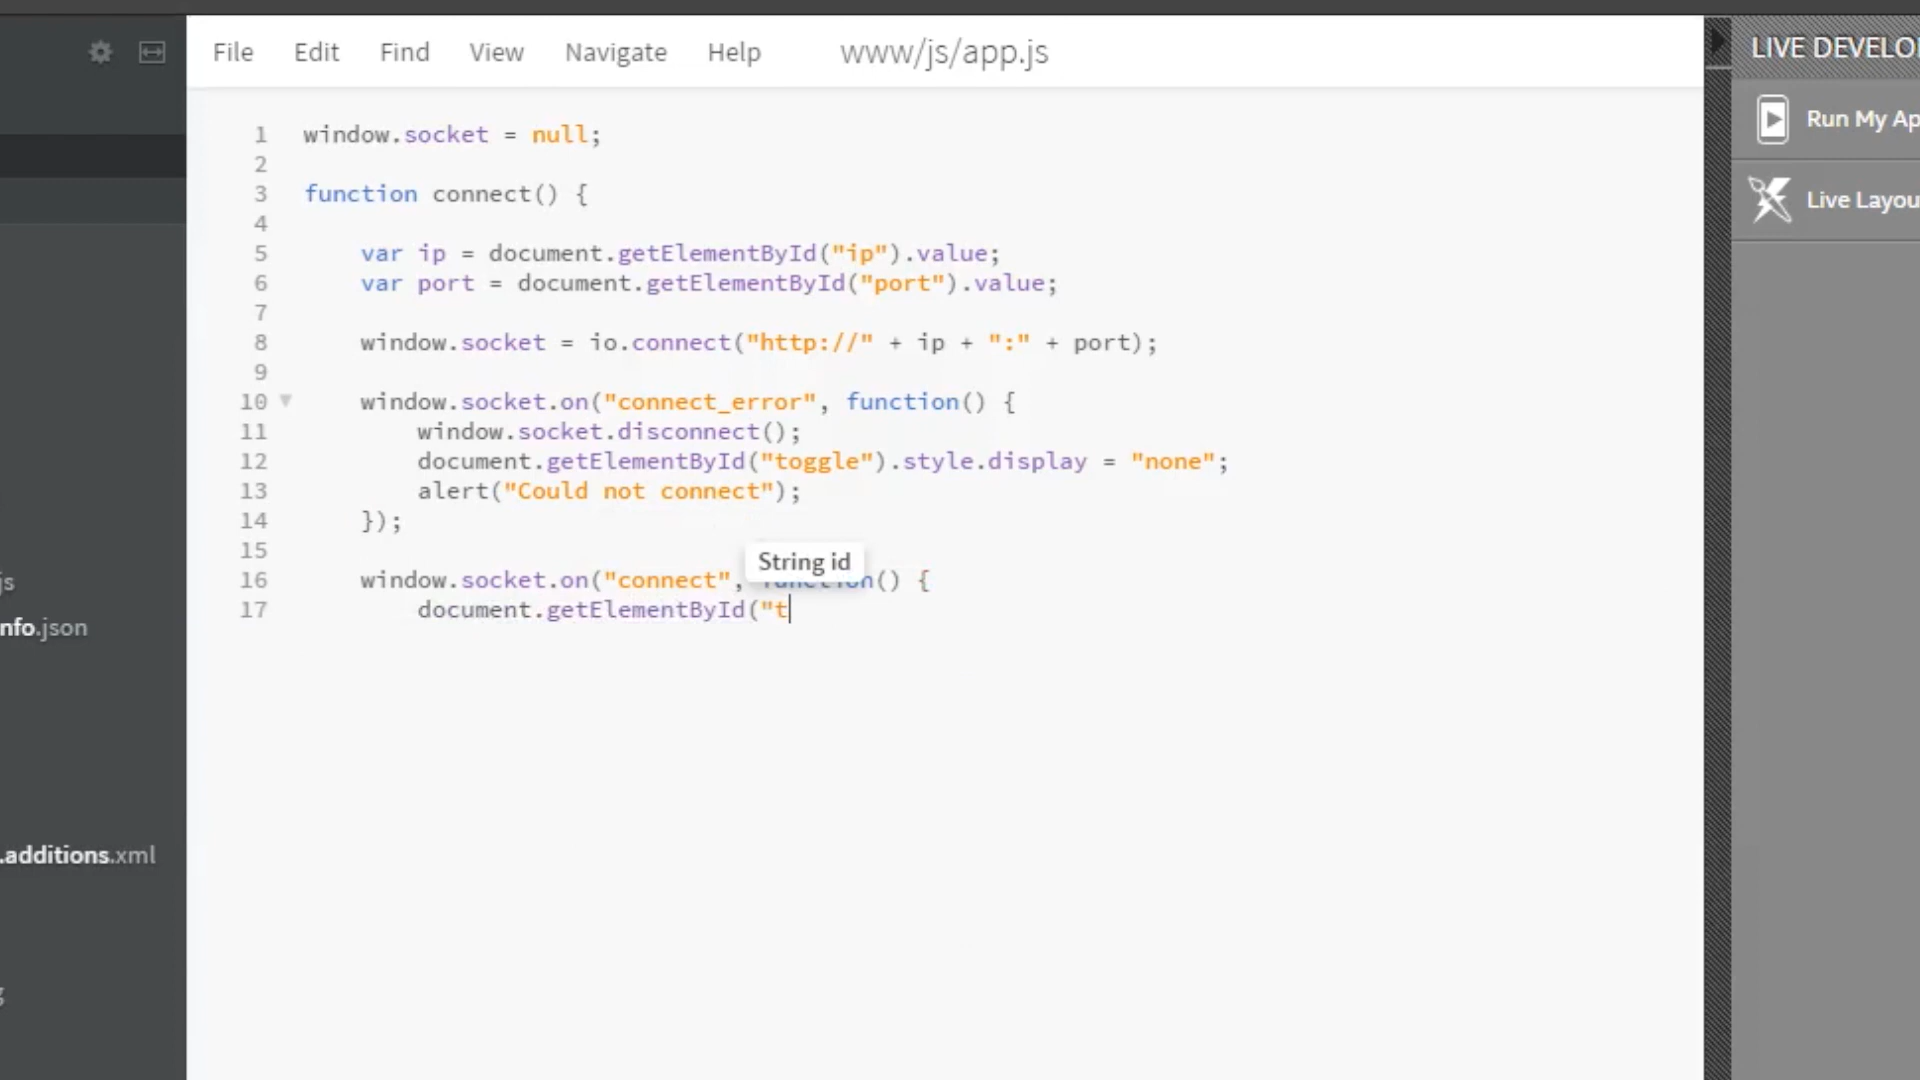 File Edit Find View Navigate Help www/js/app.js
LIVE DEVELO
Run My Ap
Live Layou
1 window.socket = null;
2
3 function connect() {
4
5 var ip = document.getElementById("ip").value;
6 var port = document.getElementById("port").value;
7
8 window.socket = io.connect("http://" + ip + ":" + port);
9
10 window.socket.on("connect_error", function() {
11 window.socket.disconnect();
12 document.getElementById("toggle").style.display = "none";
13 alert("Could not connect");
14 });
15
String id
16 window.socket.on("connect", function() {
17 document.getElementById("t
js
nfo.json
.additions.xml
g